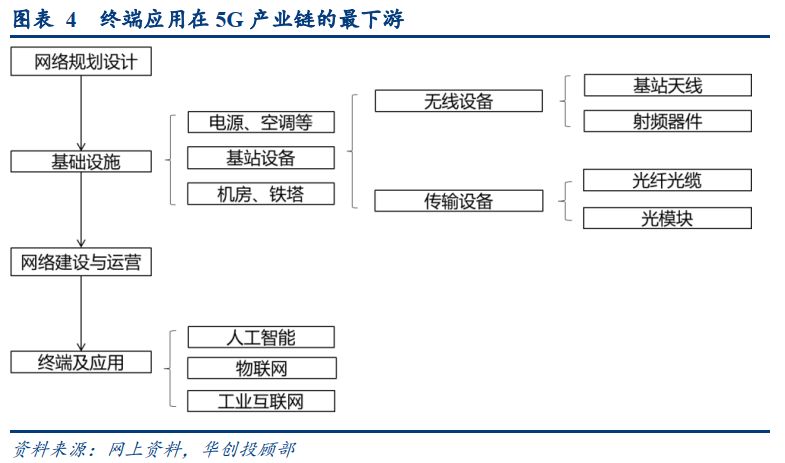 图表 4 终端应用在 5G 产业链的最下游
网络规划设计
基础设施
电源、空调等
基站设备
机房、铁塔
无线设备
基站天线
射频器件
传输设备
光纤光缆
光模块
网络建设与运营
终端及应用
人工智能
物联网
工业互联网
资料来源：网上资料，华创投顾部